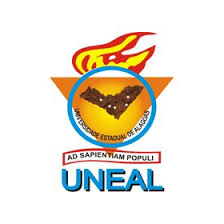 UNIVERSIDADE ESTADUAL DE ALAGOAS
AD SAPIENTIAM POPULI
UNEAL